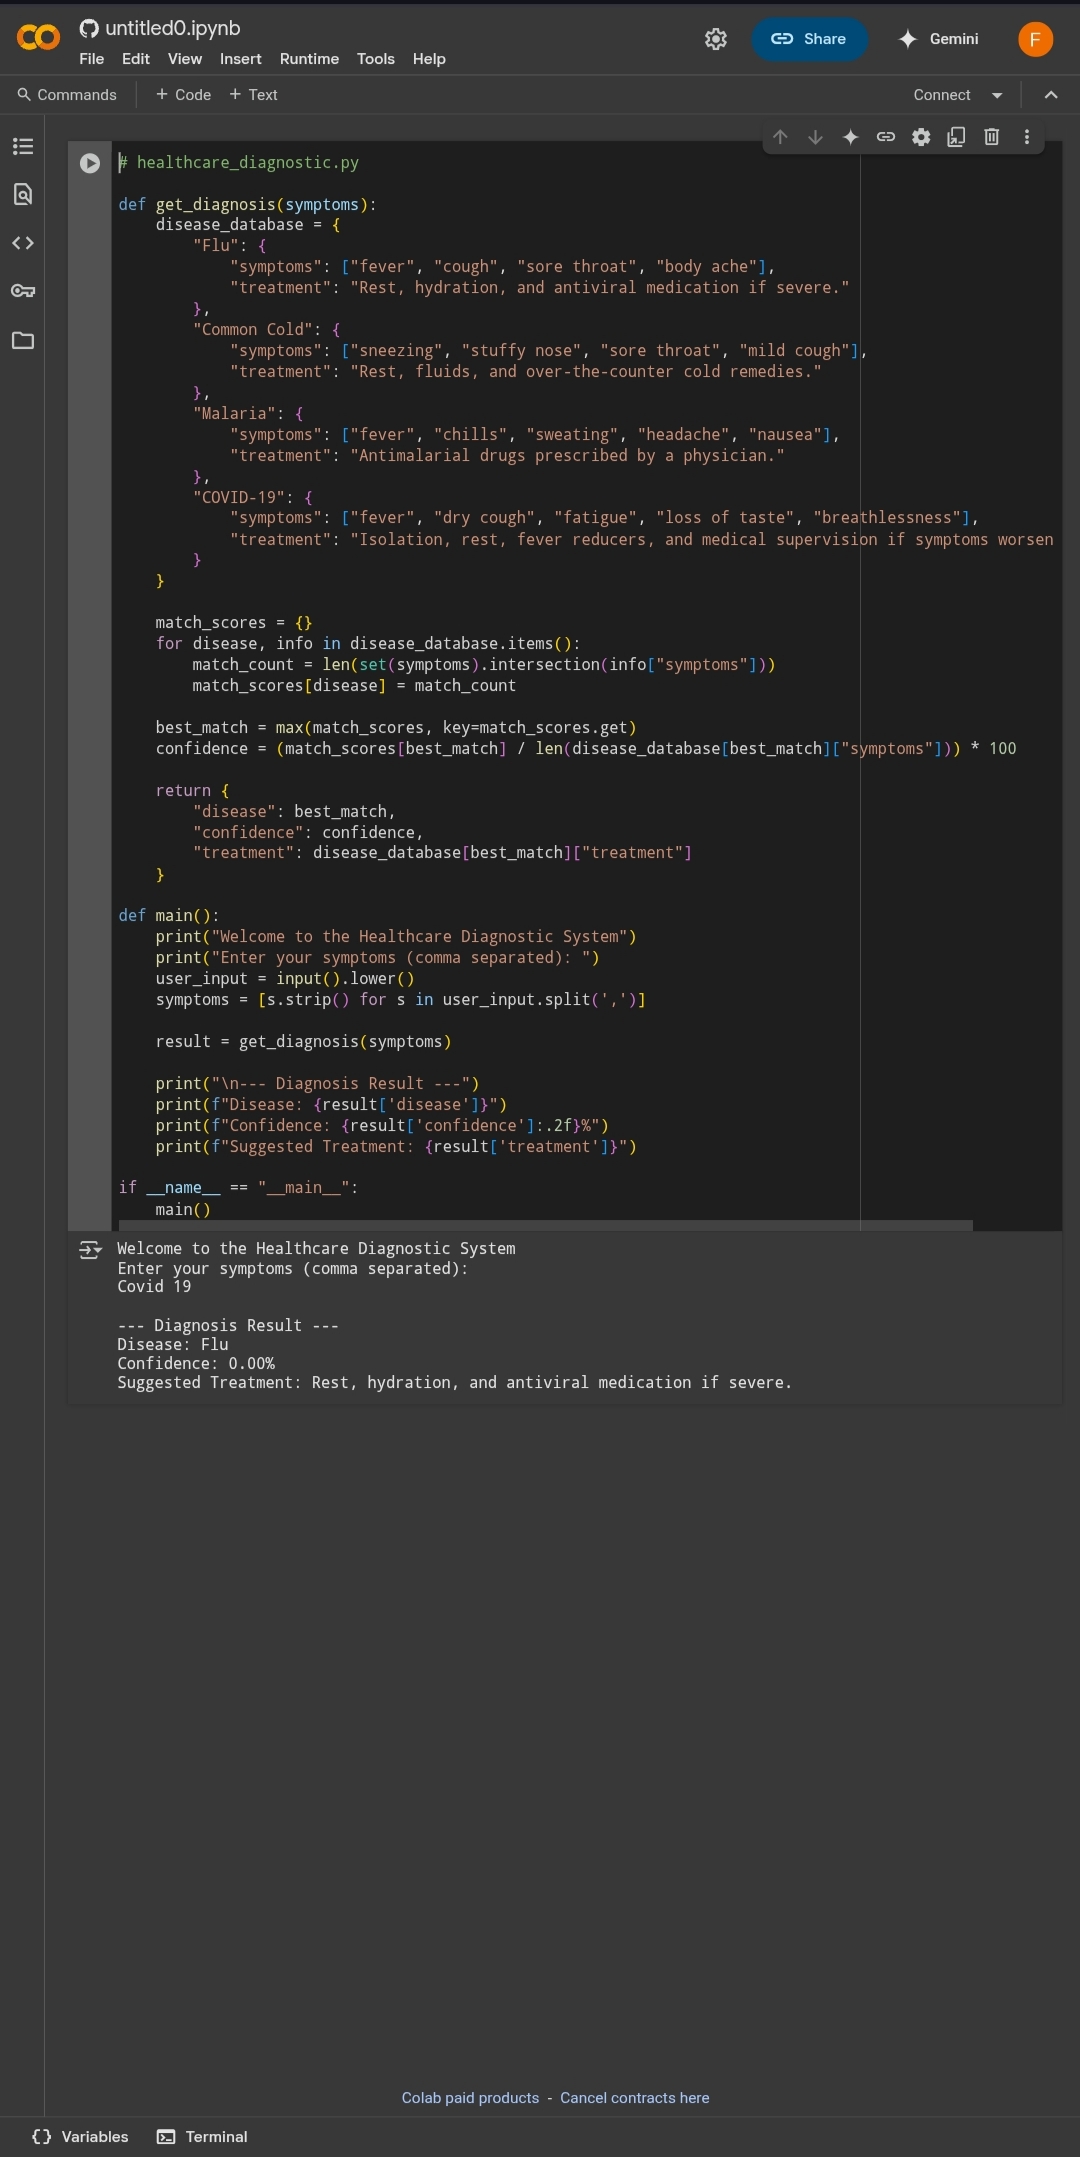 untitled0.ipynb
File Edit View Insert Runtime Tools Help
Share
Gemini
F
Commands + Code + Text
Connect
# healthcare_diagnostic.py
def get_diagnosis(symptoms):
    disease_database = {
        "Flu": {
            "symptoms": ["fever", "cough", "sore throat", "body ache"],
            "treatment": "Rest, hydration, and antiviral medication if severe."
        },
        "Common Cold": {
            "symptoms": ["sneezing", "stuffy nose", "sore throat", "mild cough"],
            "treatment": "Rest, fluids, and over-the-counter cold remedies."
        },
        "Malaria": {
            "symptoms": ["fever", "chills", "sweating", "headache", "nausea"],
            "treatment": "Antimalarial drugs prescribed by a physician."
        },
        "COVID-19": {
            "symptoms": ["fever", "dry cough", "fatigue", "loss of taste", "breathlessness"],
            "treatment": "Isolation, rest, fever reducers, and medical supervision if symptoms worsen
        }
    }
    match_scores = {}
    for disease, info in disease_database.items():
        match_count = len(set(symptoms).intersection(info["symptoms"]))
        match_scores[disease] = match_count
    best_match = max(match_scores, key=match_scores.get)
    confidence = (match_scores[best_match] / len(disease_database[best_match]["symptoms"])) * 100
    return {
        "disease": best_match,
        "confidence": confidence,
        "treatment": disease_database[best_match]["treatment"]
    }
def main():
    print("Welcome to the Healthcare Diagnostic System")
    print("Enter your symptoms (comma separated): ")
    user_input = input().lower()
    symptoms = [s.strip() for s in user_input.split(',')]
    result = get_diagnosis(symptoms)
    print("\n--- Diagnosis Result ---")
    print(f"Disease: {result['disease']}")
    print(f"Confidence: {result['confidence']:.2f}%")
    print(f"Suggested Treatment: {result['treatment']}")
if __name__ == "__main__":
    main()
Welcome to the Healthcare Diagnostic System
Enter your symptoms (comma separated):
Covid 19
--- Diagnosis Result ---
Disease: Flu
Confidence: 0.00%
Suggested Treatment: Rest, hydration, and antiviral medication if severe.
Colab paid products - Cancel contracts here
Variables Terminal